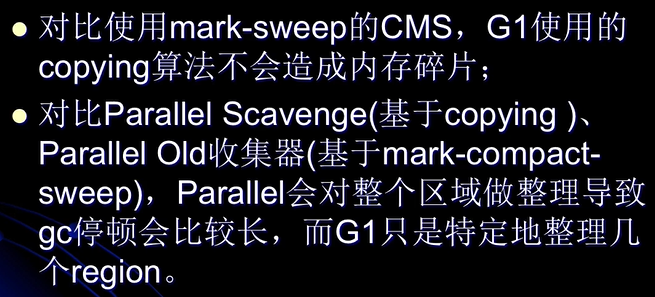 对比使用mark-sweep的CMS，G1使用的
copying算法不会造成内存碎片；
对比Parallel Scavenge(基于copying )、
Parallel Old收集器(基于mark-compact-
sweep)，Parallel会对整个区域做整理导致
gc停顿会比较长，而G1只是特定地整理几
个region。